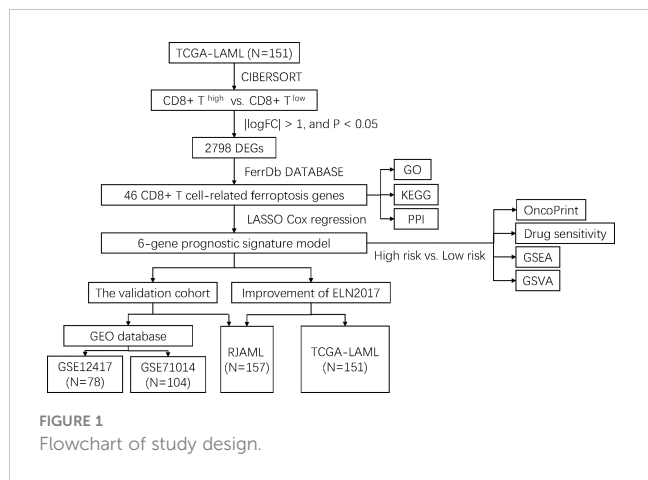 TCGA-LAML (N=151)
CIBERSORT
CD8+ T high vs. CD8+ T low
|logFC| > 1, and P < 0.05
2798 DEGs
FerrDb DATABASE
GO
46 CD8+ T cell-related ferroptosis genes
KEGG
PPI
LASSO Cox regression
OncoPrint
6-gene prognostic signature model
Drug sensitivity
High risk vs. Low risk
GSEA
GSVA
The validation cohort
Improvement of ELN2017
GEO database
GSE12417
(N=78)
GSE71014
(N=104)
RJAML
(N=157)
TCGA-LAML
(N=151)
FIGURE 1
Flowchart of study design.